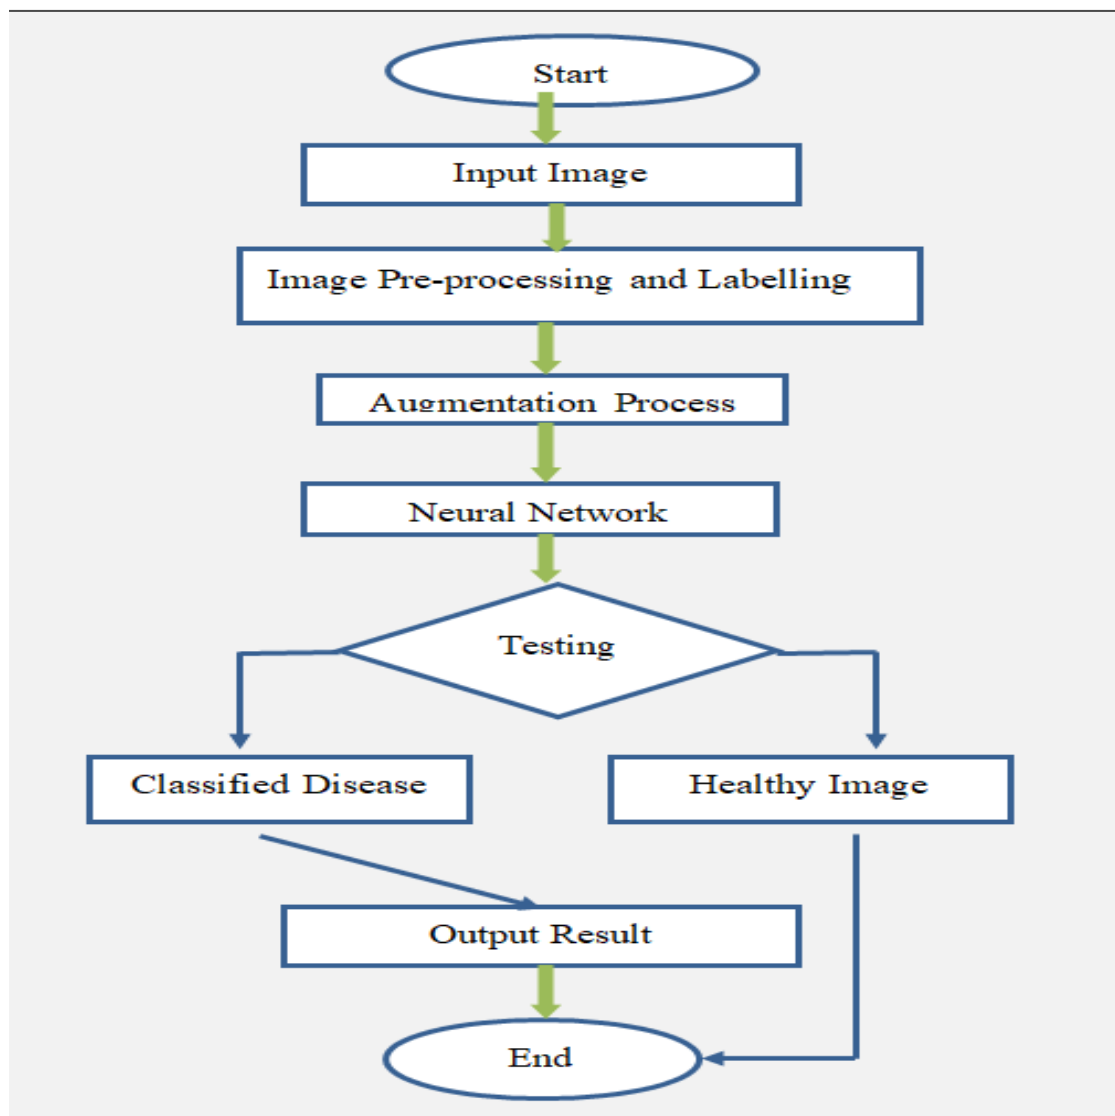 Start
Input Image
Image Pre-processing and Labelling
Augmentation Process
Neural Network
Testing
Classified Disease
Healthy Image
Output Result
End